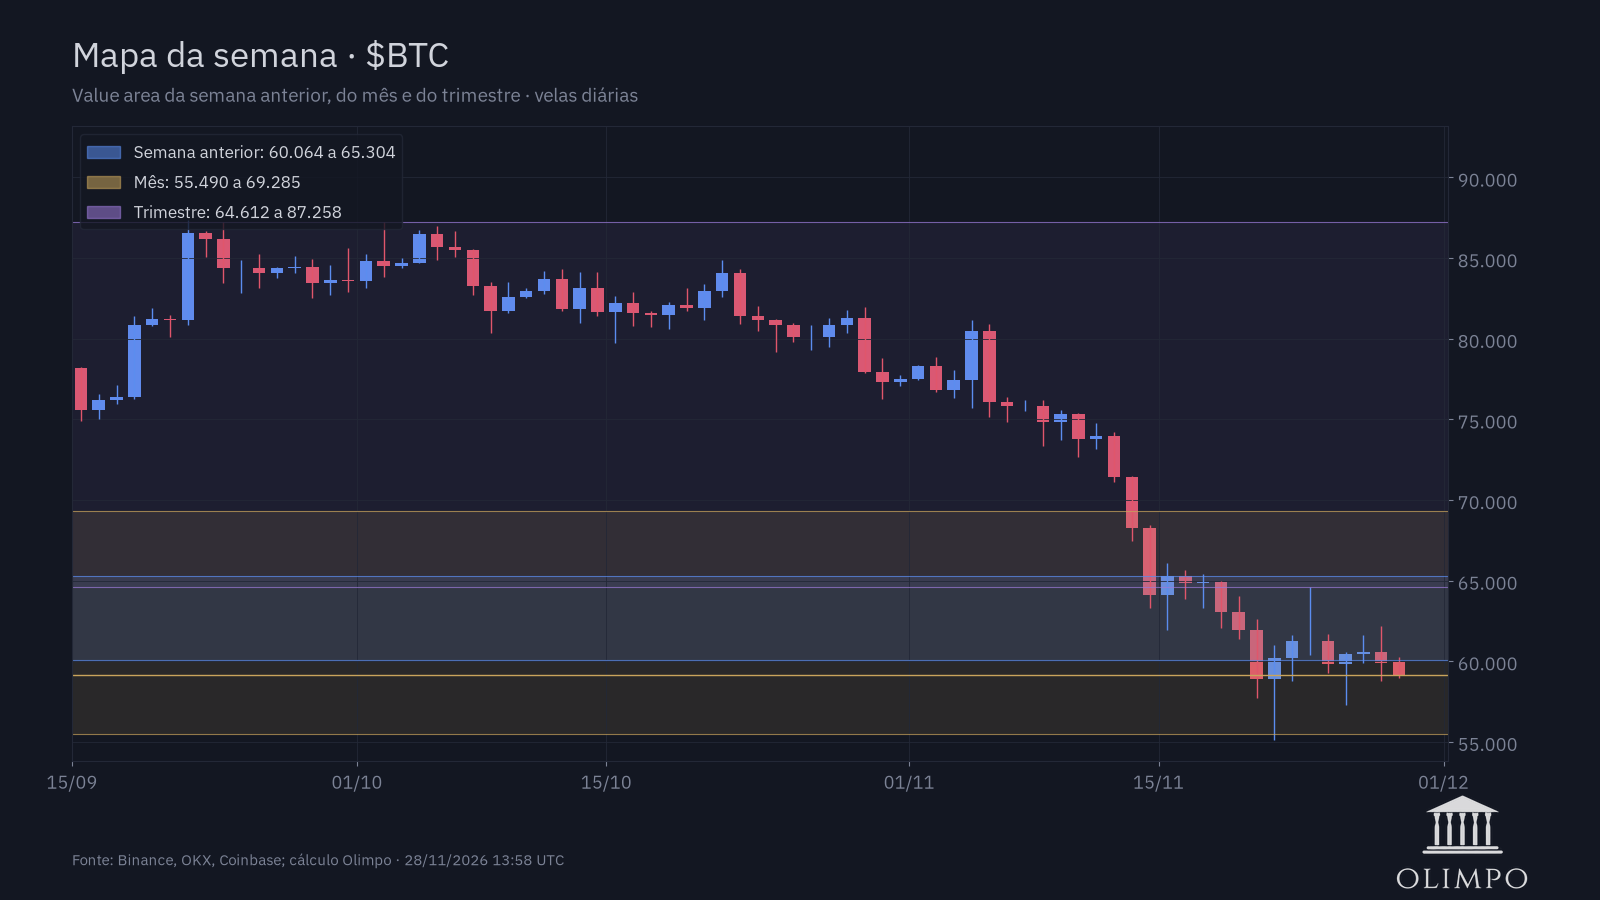 Mapa da semana · $BTC
Value area da semana anterior, do mês e do trimestre · velas diárias
Semana anterior: 60.064 a 65.304
Mês: 55.490 a 69.285
Trimestre: 64.612 a 87.258
90.000
85.000
80.000
75.000
70.000
65.000
60.000
55.000
15/09 01/10 15/10 01/11 15/11 01/12
Fonte: Binance, OKX, Coinbase; cálculo Olimpo · 28/11/2026 13:58 UTC
OLIMPO